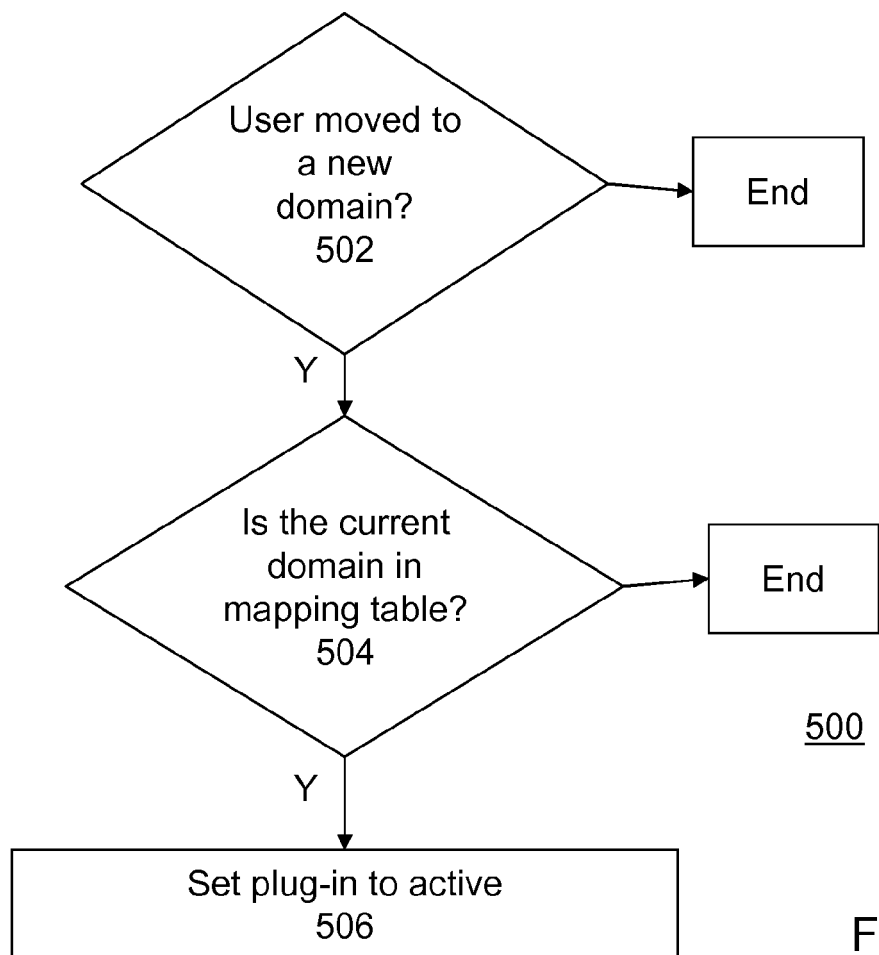 User moved to
a new
domain?
502
End
Y
Is the current
domain in
mapping table?
504
End
500
Y
Set plug-in to active
506
F